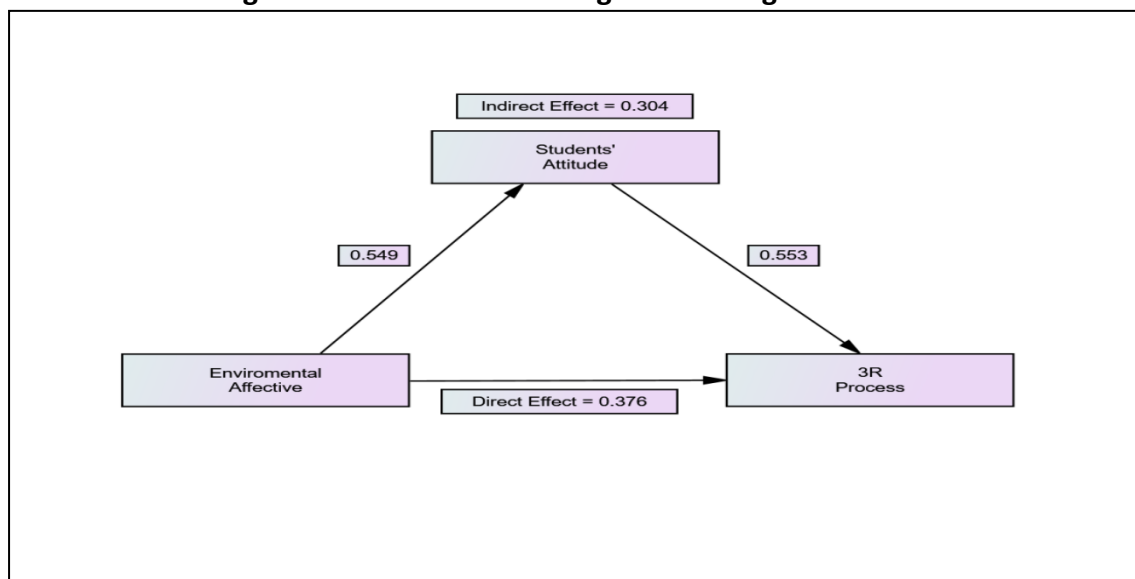 Indirect Effect = 0.304
Students'
Attitude
0.549
0.553
Enviromental
Affective
3R
Process
Direct Effect = 0.376